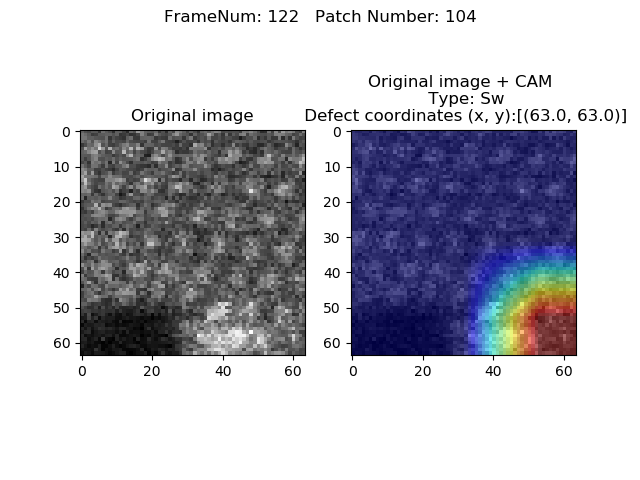 FrameNum: 122   Patch Number: 104
Original image
0
10
20
30
40
50
60
0 20 40 60
Original image + CAM
Type: Sw
Defect coordinates (x, y):[(63.0, 63.0)]
0
10
20
30
40
50
60
0 20 40 60